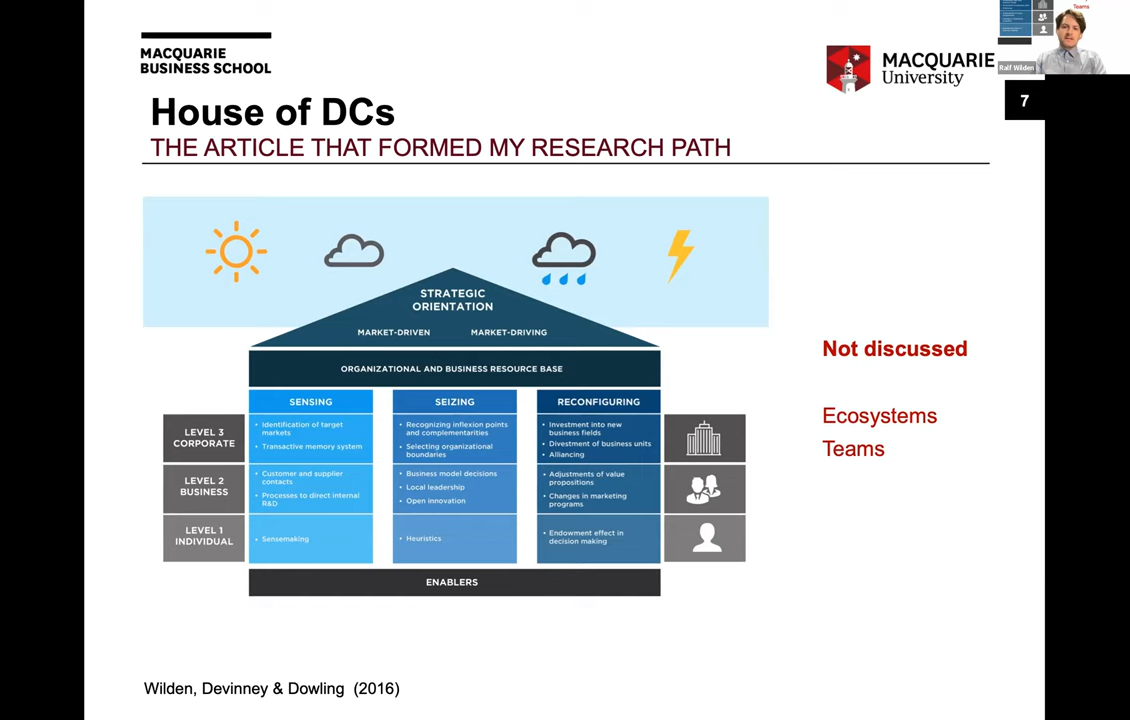 MACQUARIE
BUSINESS SCHOOL
MACQUARIE
University
Teams
Ralf Wilden
7
House of DCs
THE ARTICLE THAT FORMED MY RESEARCH PATH
STRATEGIC
ORIENTATION
MARKET-DRIVEN
MARKET-DRIVING
ORGANIZATIONAL AND BUSINESS RESOURCE BASE
SENSING
SEIZING
RECONFIGURING
LEVEL 3
CORPORATE
• Identification of target
markets
• Transactive memory system
• Recognizing inflexion points
and complementarities
• Selecting organizational
boundaries
• Investment into new
business fields
• Divestment of business units
• Alliancing
LEVEL 2
BUSINESS
• Customer and supplier
contacts
• Processes to direct internal
R&D
• Business model decisions
• Local leadership
• Open innovation
• Adjustments of value
propositions
• Changes in marketing
programs
LEVEL 1
INDIVIDUAL
• Sensemaking
• Heuristics
• Endowment effect in
decision making
ENABLERS
Not discussed
Ecosystems
Teams
Wilden, Devinney & Dowling (2016)